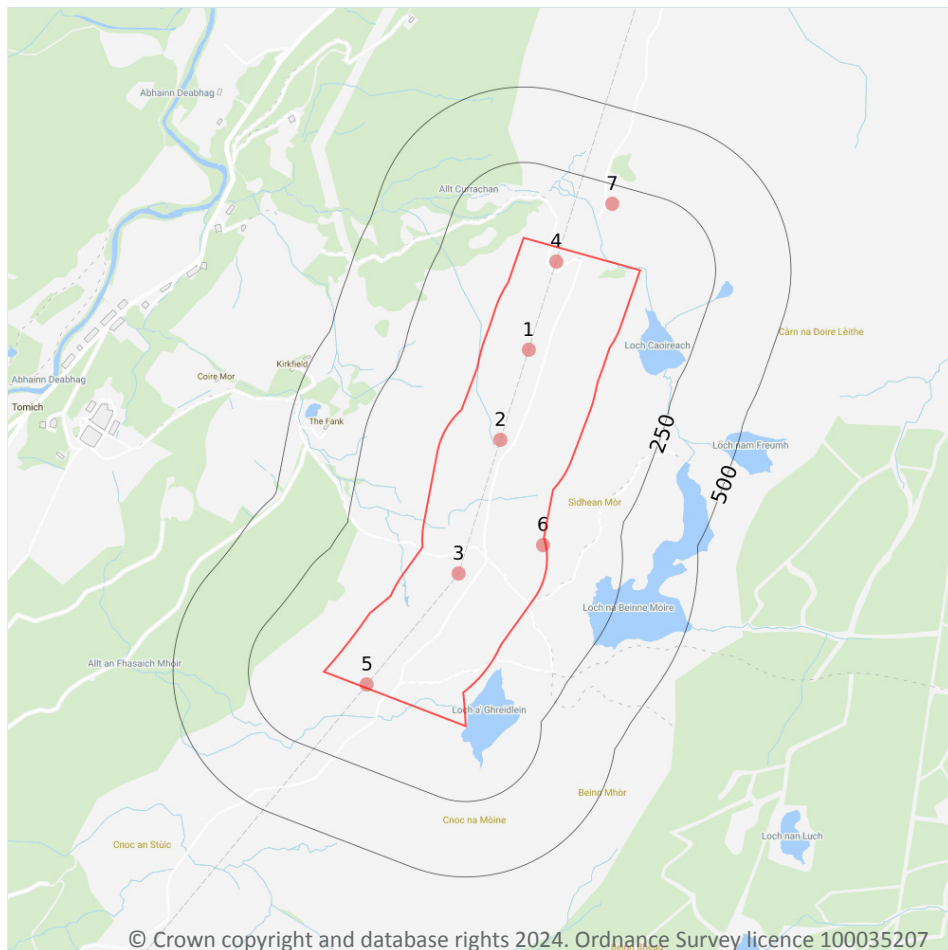 Abhainn Deabhag
7
Allt Currachan
4
Càrn na Doire Lèithe
1
Loch Caoireach
Kirkfield
Coire Mor
Abhainn Deabhag
Tomich
The Fank
2
250
Loch nam Freumh
500
Sìdhean Mòr
6
3
Loch na Beinne Mòire
Allt an Fhasaich Mhoir
5
Loch a' Ghreidlein
Beinn Mhòr
Cnoc na Mòine
Loch nan Luch
Cnoc an Stùic
© Crown copyright and database rights 2024. Ordnance Survey licence 100035207